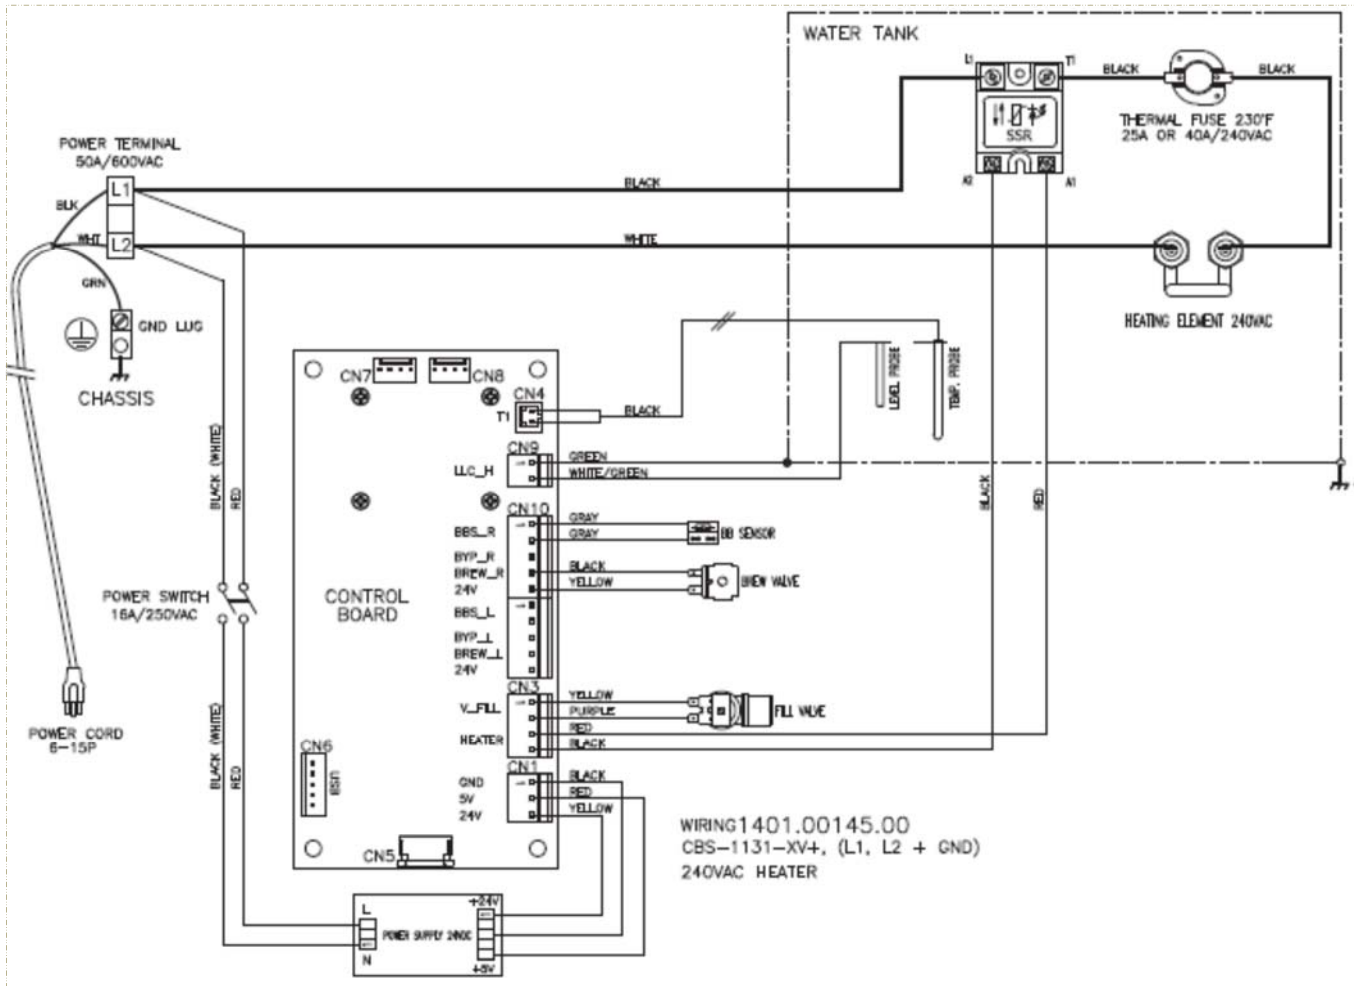 WATER TANK
L1
T1
BLACK
BLACK
SSR
THERMAL FUSE 230°F
25A OR 40A/240VAC
A2
A1
POWER TERMINAL
50A/600VAC
L1
BLACK
BLK
WHT
L2
WHITE
GRN
GND LUG
CHASSIS
HEATING ELEMENT 240VAC
LEVEL PROBE
TEMP. PROBE
CN7
CN8
CN4
T1
BLACK
CN9
GREEN
LLC_H
WHITE/GREEN
BLACK (WHITE)
RED
BLACK
RED
CN10
GRAY
BBS_R
GRAY
BB SENSOR
BYP_R
BLACK
BREW_R
24V
YELLOW
BREW VALVE
POWER SWITCH
16A/250VAC
CONTROL
BOARD
BBS_L
BYP_L
BREW_L
24V
CN3
YELLOW
V_FILL
PURPLE
FILL VALVE
RED
HEATER
BLACK
BLACK (WHITE)
RED
POWER CORD
6-15P
CN6
USB
CN1
GND
BLACK
5V
RED
24V
YELLOW
CN5
WIRING1401.00145.00
CBS-1131-XV+, (L1, L2 + GND)
240VAC HEATER
L
+24V
POWER SUPPLY 24VDC
N
+5V